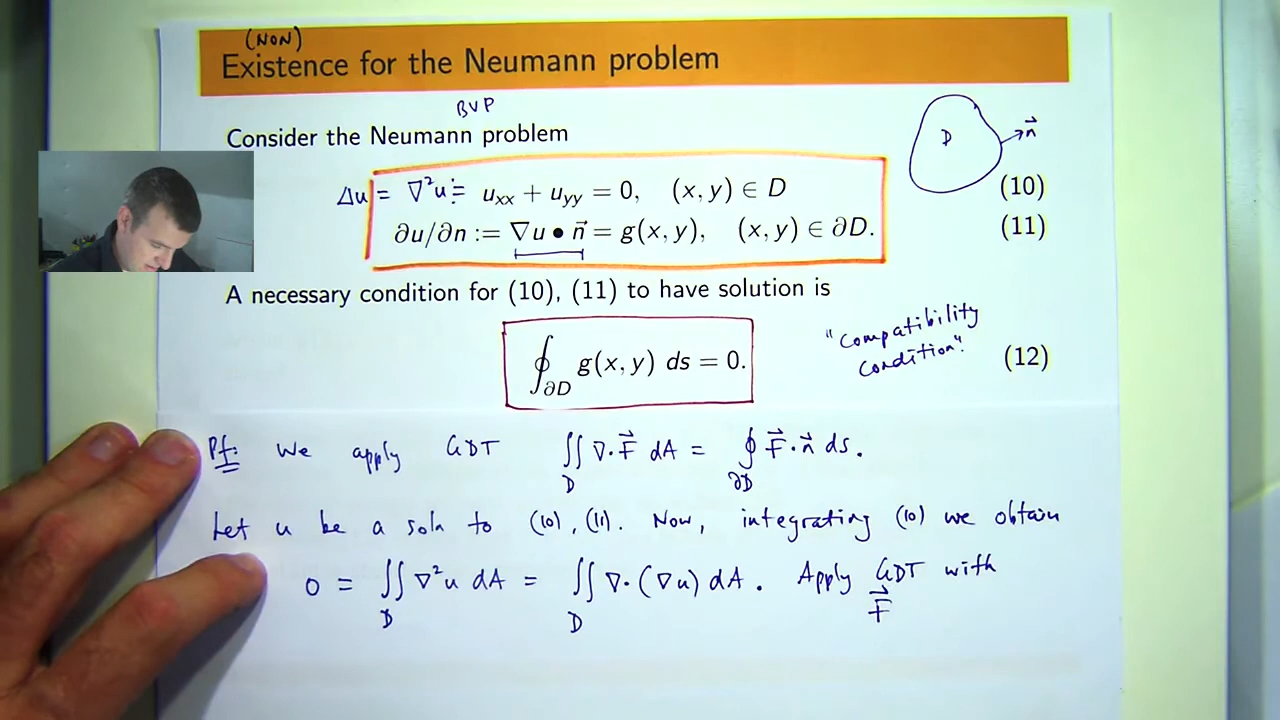 (NON)
Existence for the Neumann problem
BVP
Consider the Neumann problem
D
n⃗
Δu = ∇²u := uₓₓ + u_yy = 0, (x, y) ∈ D (10)
∂u/∂n := ∇u • n⃗ = g(x, y), (x, y) ∈ ∂D. (11)
A necessary condition for (10), (11) to have solution is
∮_∂D g(x, y) ds = 0. (12)
"Compatibility
Condition".
Pf: We apply GDT ∬_D ∇·F⃗ dA = ∮_∂D F⃗·n⃗ ds.
Let u be a soln to (10), (11). Now, integrating (10) we obtain
0 = ∬_D ∇²u dA = ∬_D ∇·(∇u) dA. Apply GDT with
F⃗